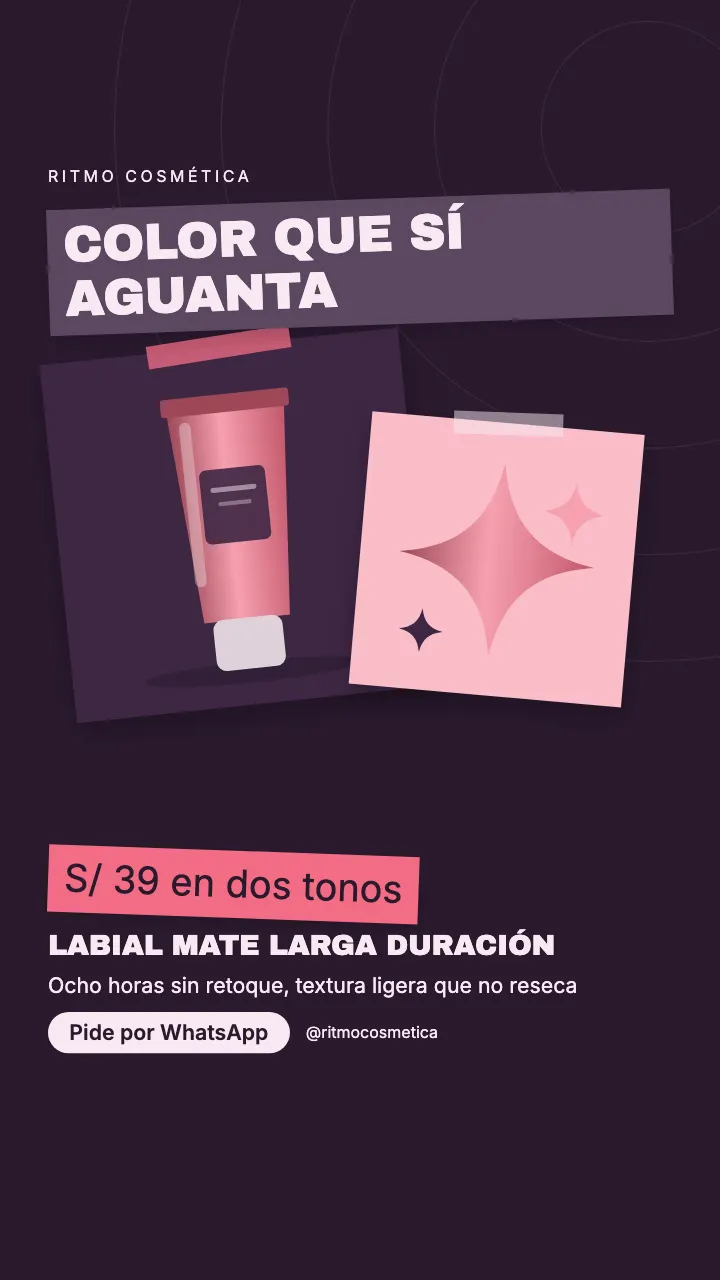 RITMO COSMÉTICA
COLOR QUE SÍ
AGUANTA
S/ 39 en dos tonos
LABIAL MATE LARGA DURACIÓN
Ocho horas sin retoque, textura ligera que no reseca
Pide por WhatsApp
@ritmocosmetica